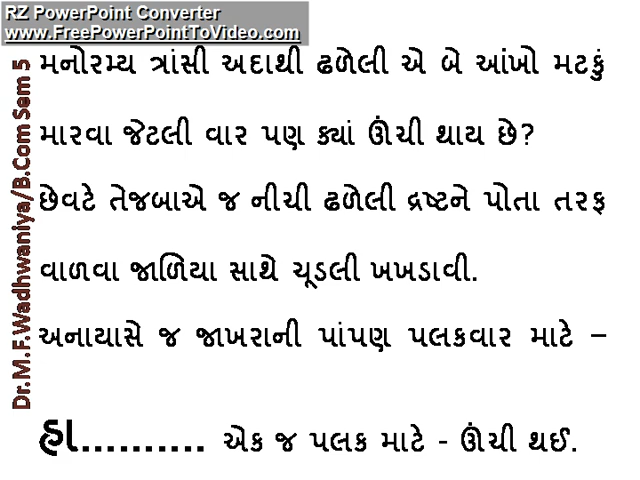 RZ PowerPoint Converter
www.FreePowerPointToVideo.com
Dr.M.F.Wadhwaniya/B.Com Sem 5
મનોરમ્ય ત્રાંસી અદાથી ઢળેલી એ બે આંખો મટકું
મારવા જેટલી વાર પણ ક્યાં ઊંચી થાય છે?
છેવટે તેજબાએ જ નીચી ઢળેલી દ્રષ્ટને પોતા તરફ
વાળવા જાળિયા સાથે ચૂડલી ખખડાવી.
અનાયાસે જ જાખરાની પાંપણ પલકવાર માટે –
હા.......... એક જ પલક માટે - ઊંચી થઈ.